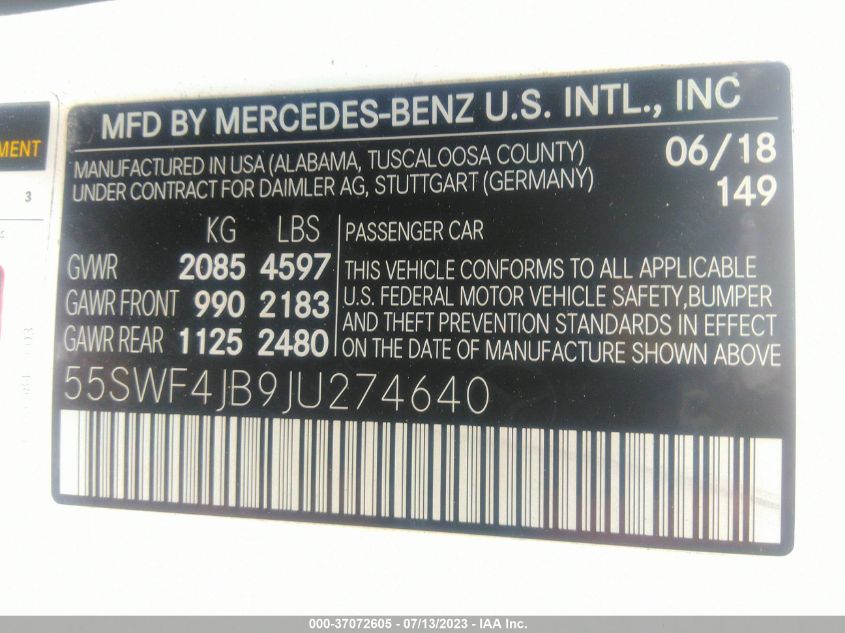 MFD BY MERCEDES-BENZ U.S. INTL., INC
MANUFACTURED IN USA (ALABAMA, TUSCALOOSA COUNTY) 06/18
UNDER CONTRACT FOR DAIMLER AG, STUTTGART (GERMANY) 149
KG LBS PASSENGER CAR
GVWR 2085 4597 THIS VEHICLE CONFORMS TO ALL APPLICABLE
GAWR FRONT 990 2183 U.S. FEDERAL MOTOR VEHICLE SAFETY, BUMPER
AND THEFT PREVENTION STANDARDS IN EFFECT
GAWR REAR 1125 2480 ON THE DATE OF MANUFACTURE SHOWN ABOVE
55SWF4JB9JU274640
MENT
3
000-37072605 - 07/13/2023 - IAA Inc.